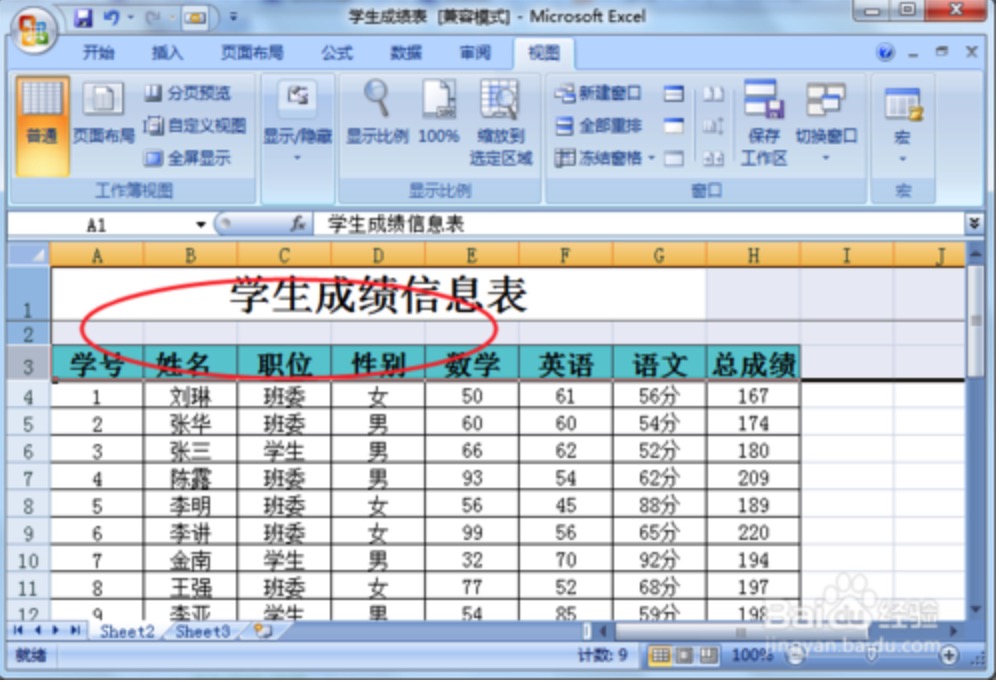 学生成绩表 [兼容模式] - Microsoft Excel
开始 插入 页面布局 公式 数据 审阅 视图
普通 页面布局 分页预览 自定义视图 全屏显示 显示/隐藏 显示比例 100% 缩放到选定区域 新建窗口 全部重排 冻结窗格 保存工作区 切换窗口 宏
工作簿视图 显示比例 窗口 宏
A1 fx 学生成绩信息表
A B C D E F G H I J
1 学生成绩信息表
2
3 学号 姓名 职位 性别 数学 英语 语文 总成绩
4 1 刘琳 班委 女 50 61 56分 167
5 2 张华 班委 男 60 60 54分 174
6 3 张三 学生 男 66 62 52分 180
7 4 陈露 班委 男 93 54 62分 209
8 5 李明 班委 女 56 45 88分 189
9 6 李讲 班委 女 99 56 65分 220
10 7 金南 学生 男 32 70 92分 194
11 8 王强 班委 女 77 52 68分 197
12 9 李亚 学生 男 54 85 59分 198
Sheet2 Sheet3
就绪 计数: 9 100%
Baidu 经验
jingyan.baidu.com